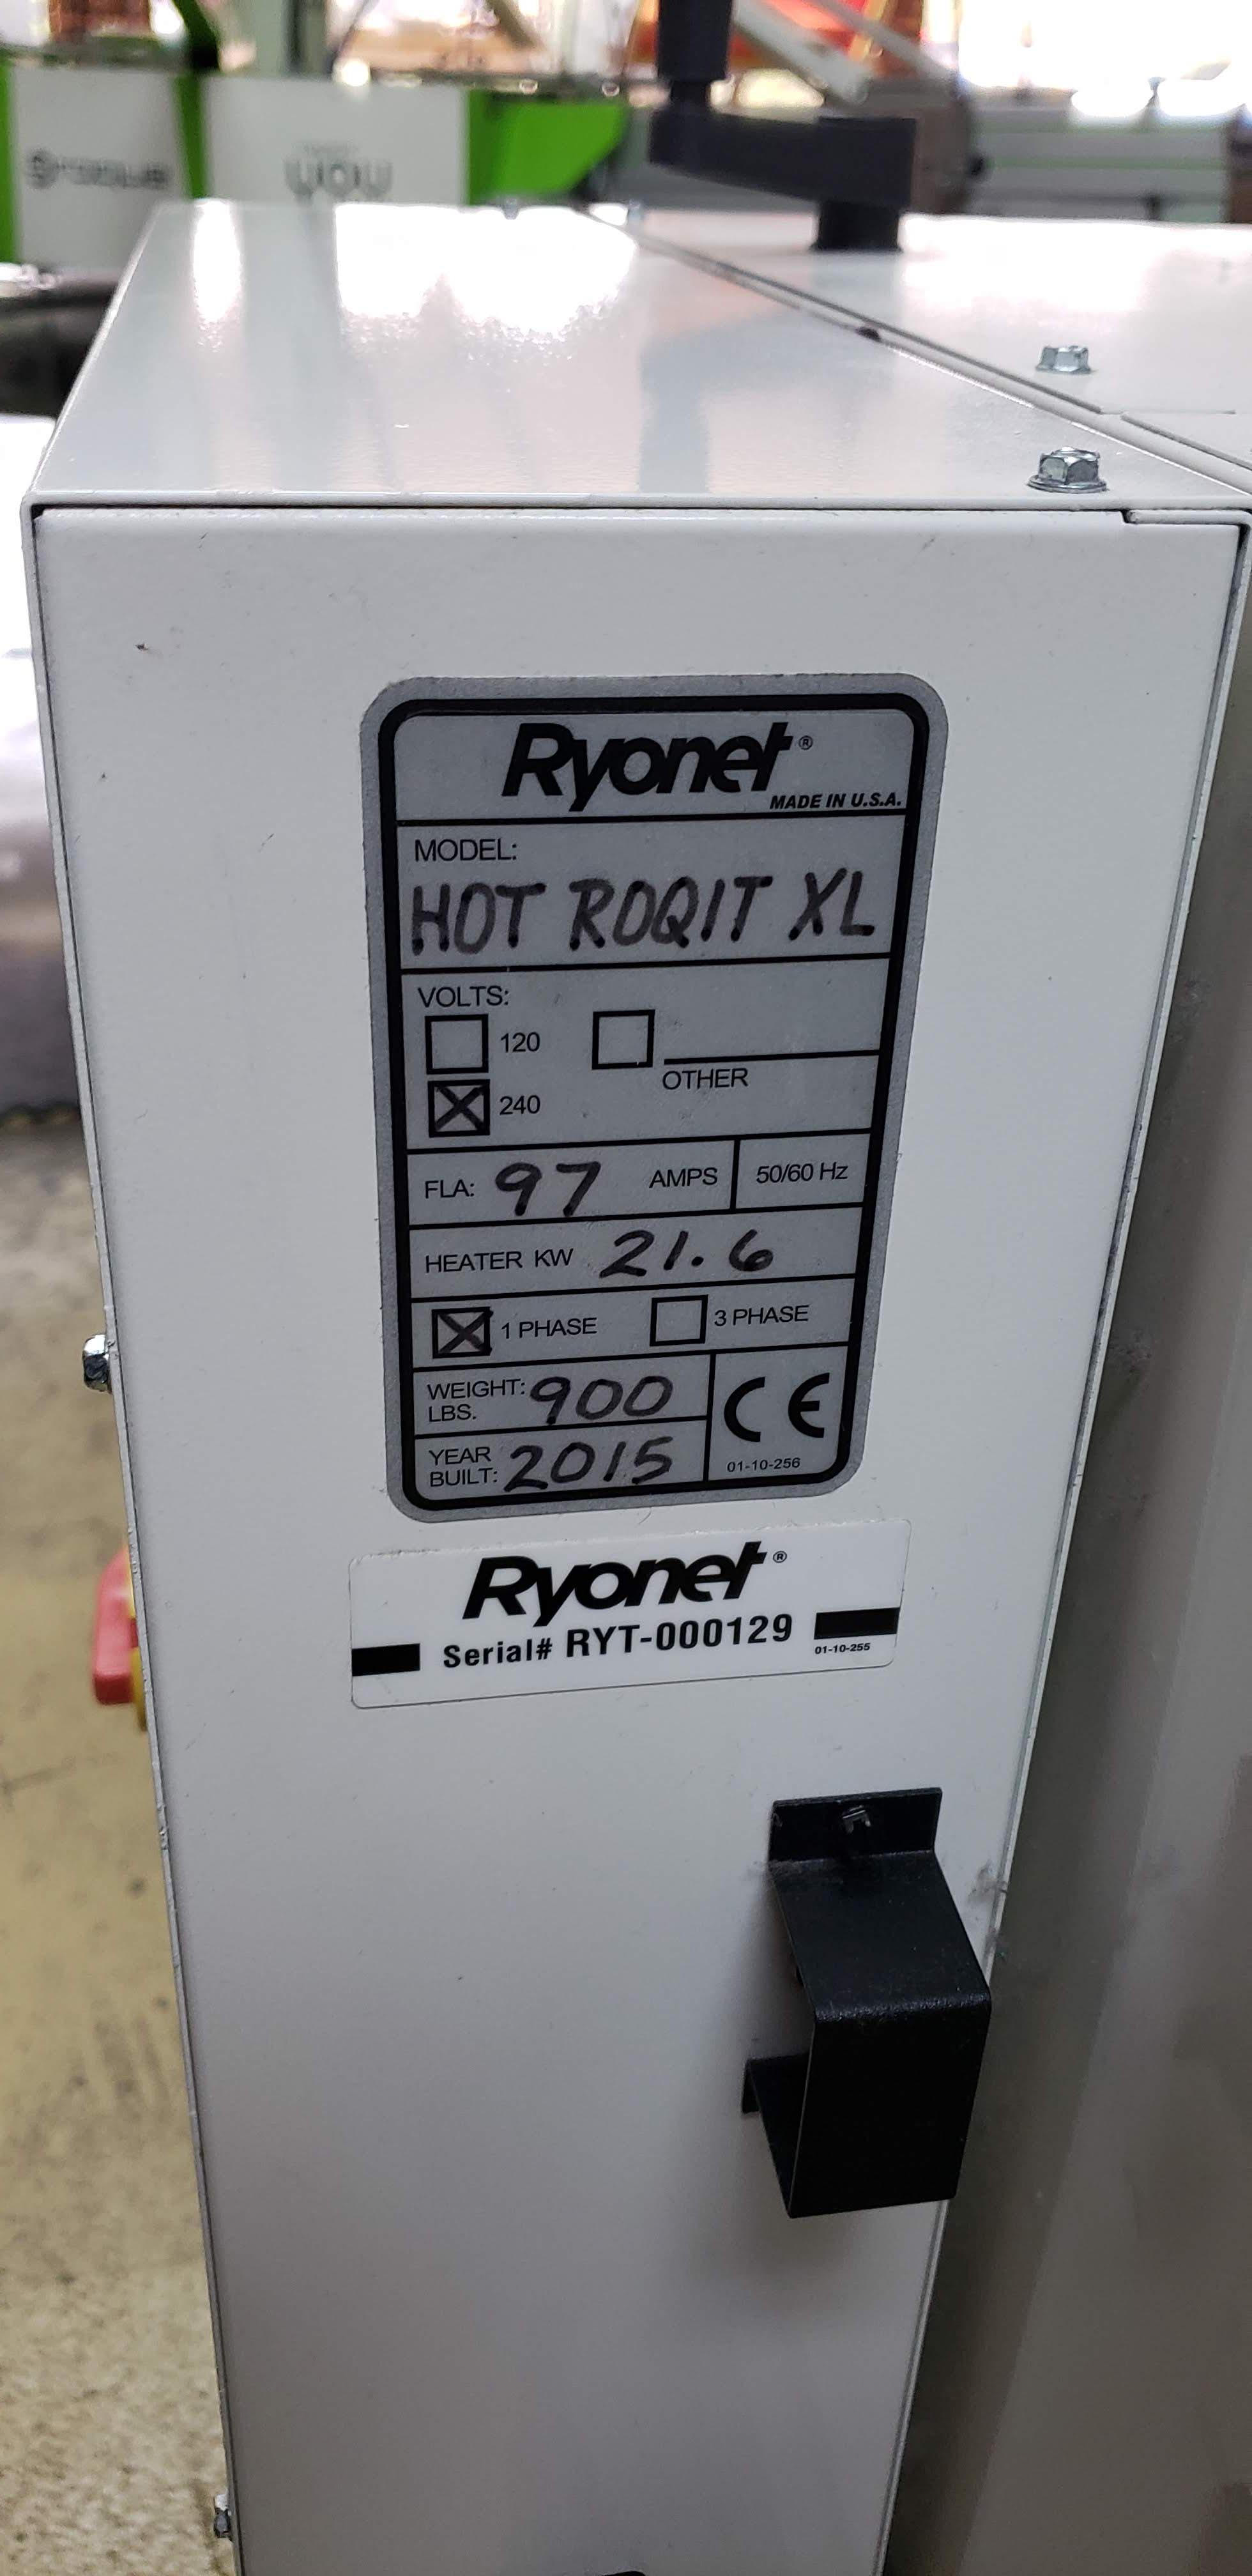 Ryonet®
MADE IN U.S.A.
MODEL:
HOT ROQIT XL
VOLTS:
120
OTHER
240
FLA: 97 AMPS 50/60 Hz
HEATER KW 21.6
1 PHASE 3 PHASE
WEIGHT: 900
LBS.
YEAR
BUILT: 2015
CE
01-10-256
Ryonet®
Serial# RYT-000129
01-10-255